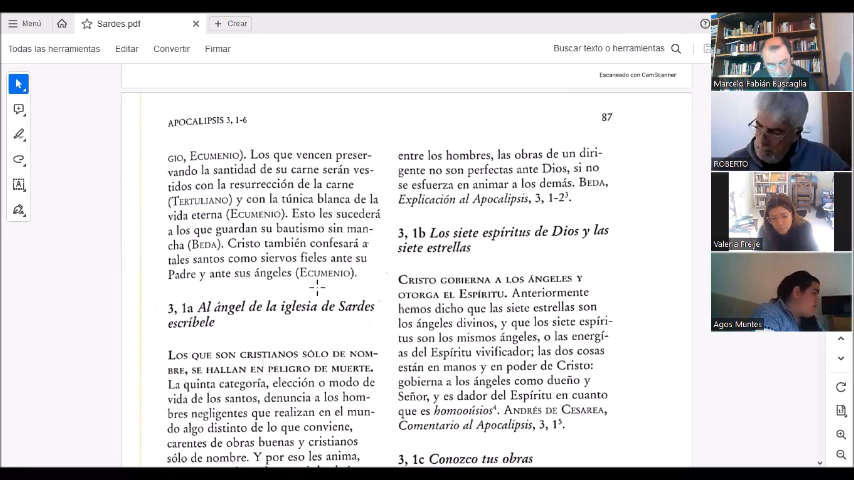 Menú
Sardes.pdf
Crear
Todas las herramientas
Editar
Convertir
Firmar
Buscar texto o herramientas
Escaneado con CamScanner
APOCALIPSIS 3, 1-6
87
GIO, ECUMENIO). Los que vencen preser-
vando la santidad de su carne serán ves-
tidos con la resurrección de la carne
(TERTULIANO) y con la túnica blanca de la
vida eterna (ECUMENIO). Esto les sucederá
a los que guardan su bautismo sin man-
cha (BEDA). Cristo también confesará a
tales santos como siervos fieles ante su
Padre y ante sus ángeles (ECUMENIO).
3, 1a Al ángel de la iglesia de Sardes
escríbele
LOS QUE SON CRISTIANOS SÓLO DE NOM-
BRE, SE HALLAN EN PELIGRO DE MUERTE.
La quinta categoría, elección o modo de
vida de los santos, denuncia a los hom-
bres negligentes que realizan en el mun-
do algo distinto de lo que conviene,
carentes de obras buenas y cristianos
sólo de nombre. Y por eso les anima,
entre los hombres, las obras de un diri-
gente no son perfectas ante Dios, si no
se esfuerza en animar a los demás. BEDA,
Explicación al Apocalipsis, 3, 1-2³.
3, 1b Los siete espíritus de Dios y las
siete estrellas
CRISTO GOBIERNA A LOS ÁNGELES Y
OTORGA EL ESPÍRITU. Anteriormente
hemos dicho que las siete estrellas son
los ángeles divinos, y que los siete espíri-
tus son los mismos ángeles, o las energí-
as del Espíritu vivificador; las dos cosas
están en manos y en poder de Cristo:
gobierna a los ángeles como dueño y
Señor, y es dador del Espíritu en cuanto
que es homooúsios⁴. ANDRÉS DE CESAREA,
Comentario al Apocalipsis, 3, 1⁵.
3, 1c Conozco tus obras
Marcelo Fabián Bustaglia
ROBERTO
Valeria Freije
Agos Muntes